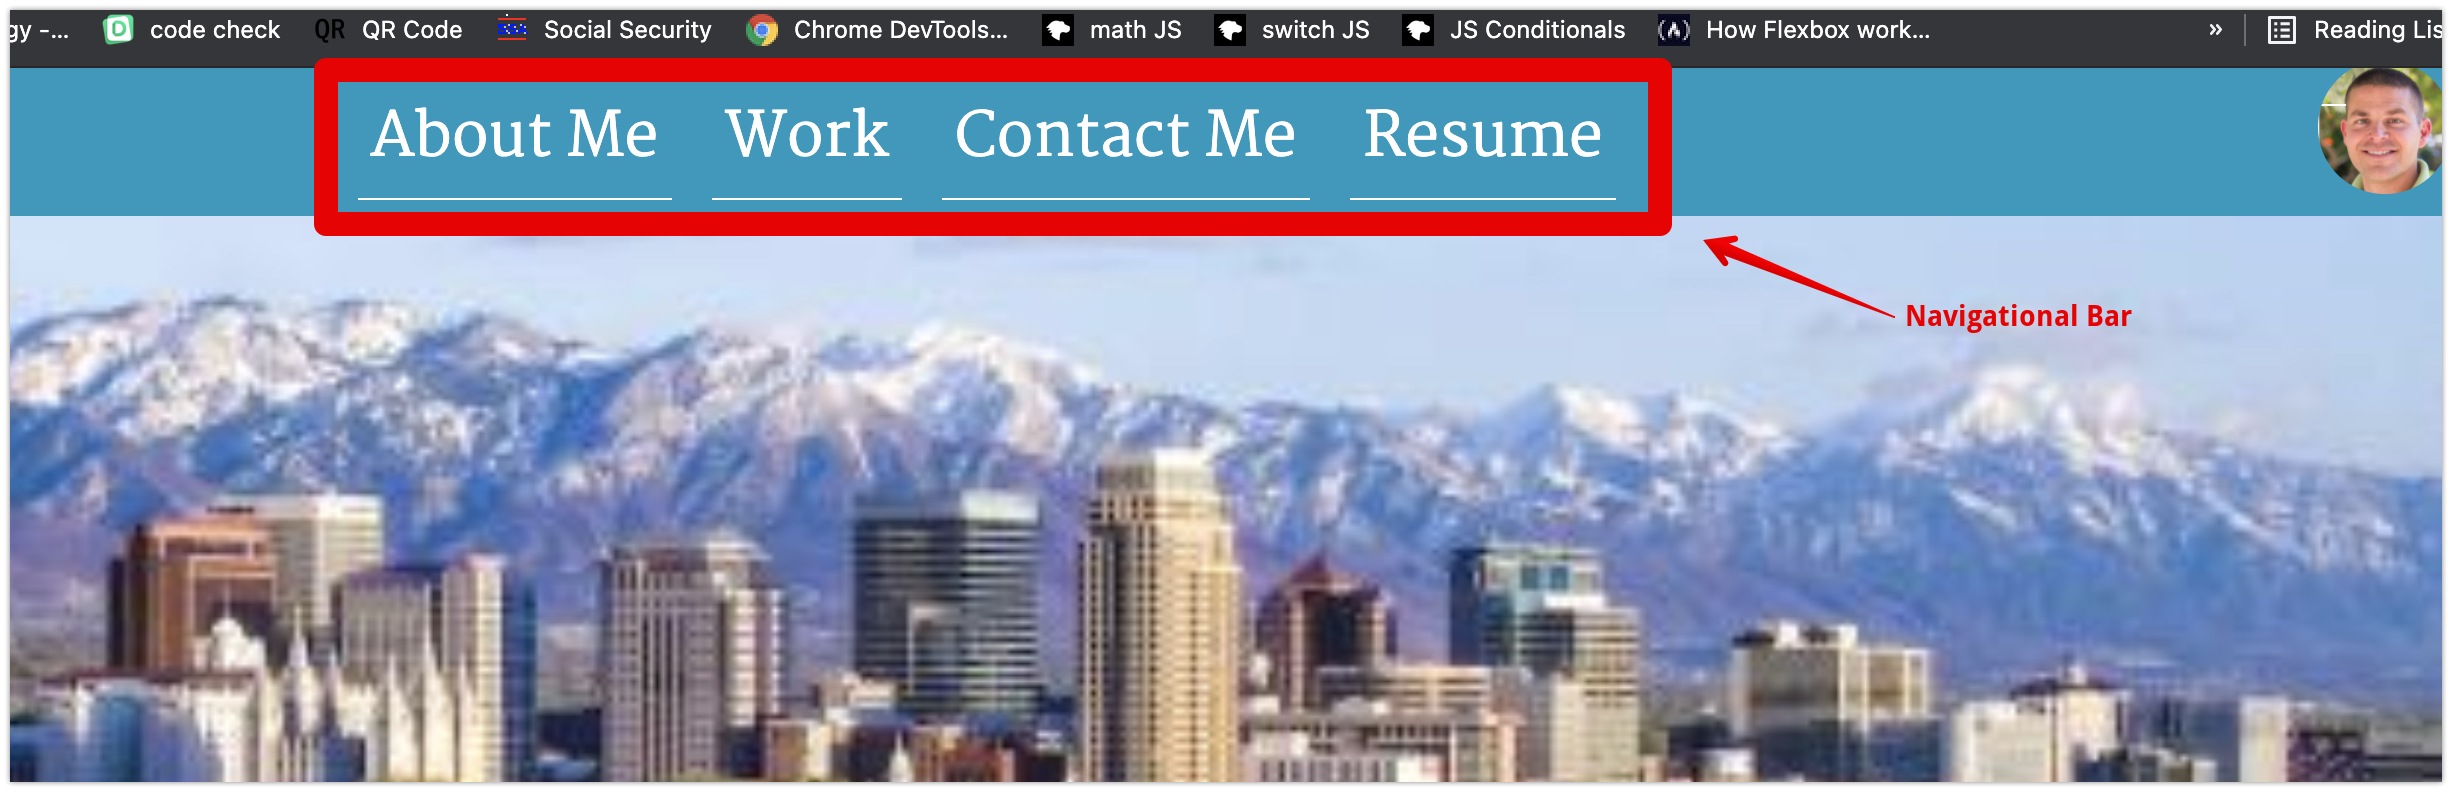 gy -... code check QR QR Code Social Security Chrome DevTools... math JS switch JS JS Conditionals (A) How Flexbox work... » Reading Lis
About Me Work Contact Me Resume
Navigational Bar